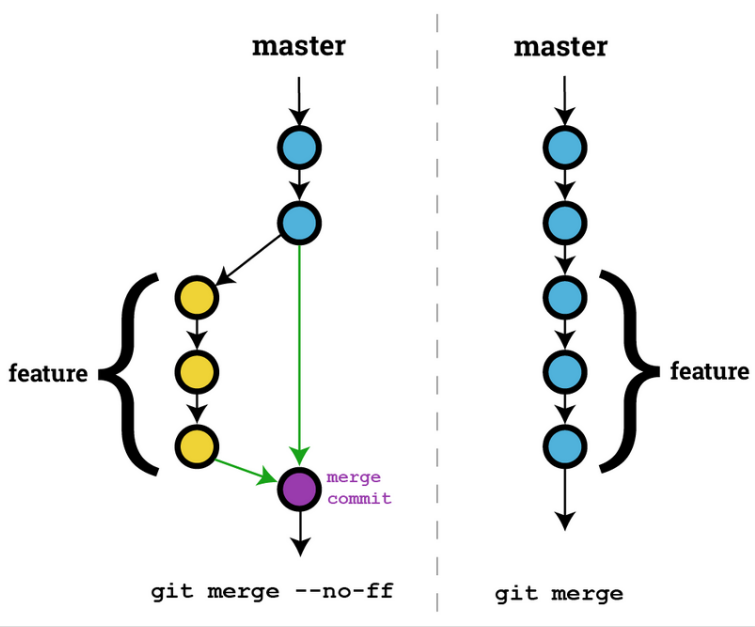 master
master
feature
feature
merge
commit
git merge --no-ff
git merge